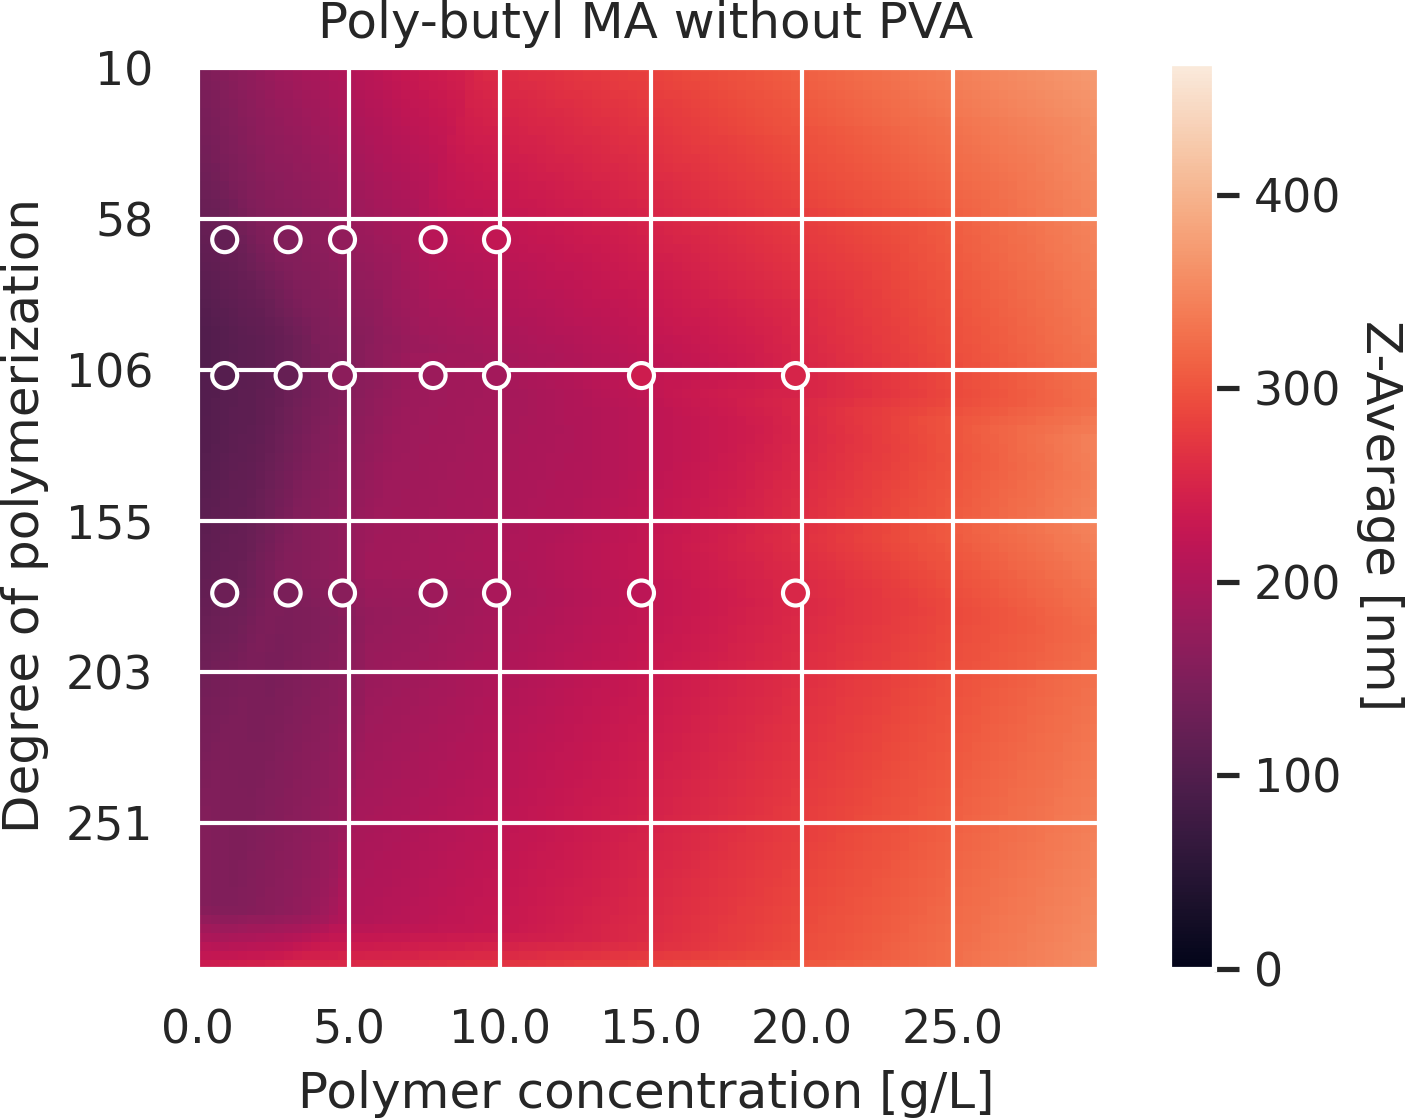 Poly-butyl MA without PVA
10
58
106
155
203
251
Degree of polymerization
0.0 5.0 10.0 15.0 20.0 25.0
Polymer concentration [g/L]
400
300
200
100
0
Z-Average [nm]